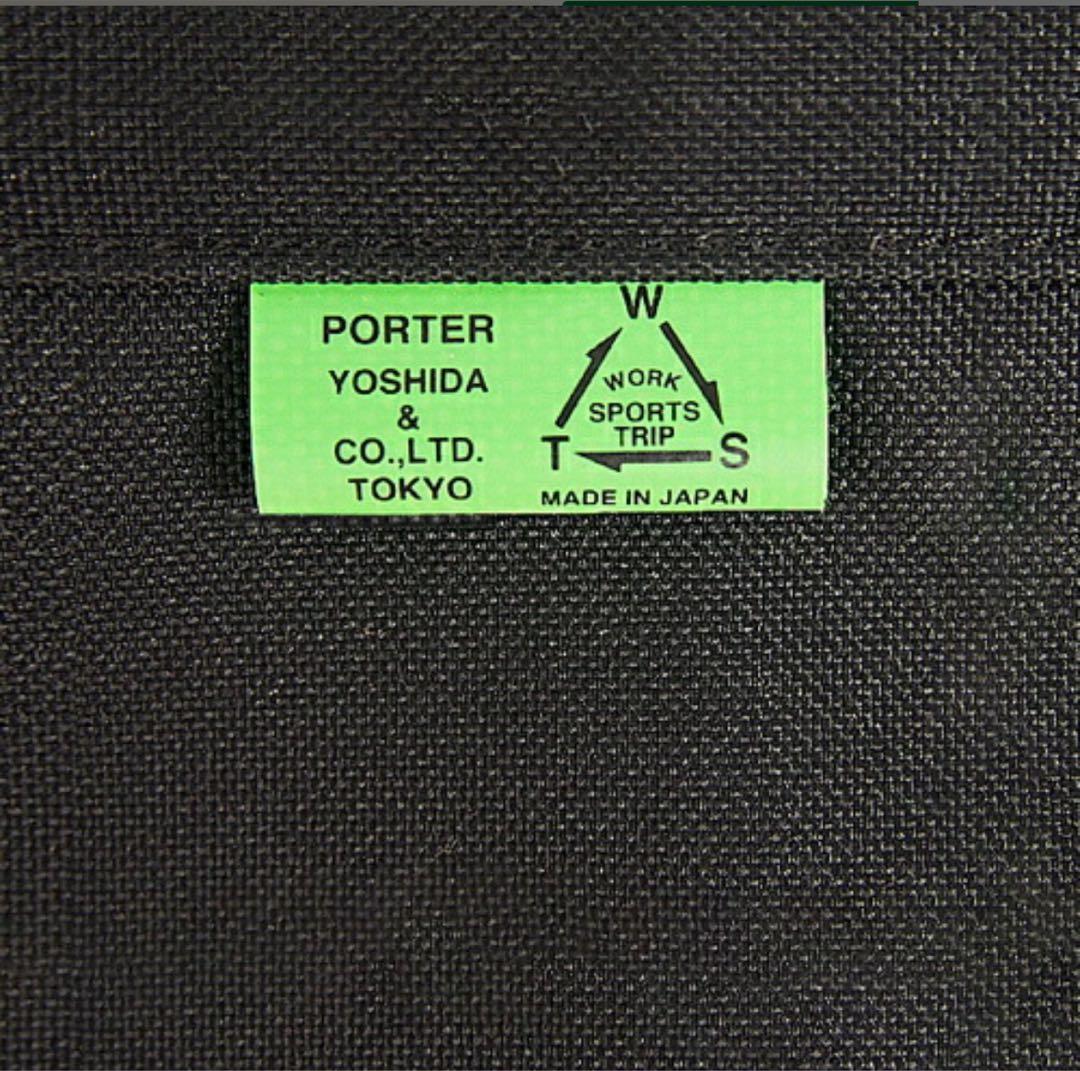 PORTER
YOSHIDA
&
CO.,LTD.
TOKYO
W
WORK
SPORTS
TRIP
T S
MADE IN JAPAN